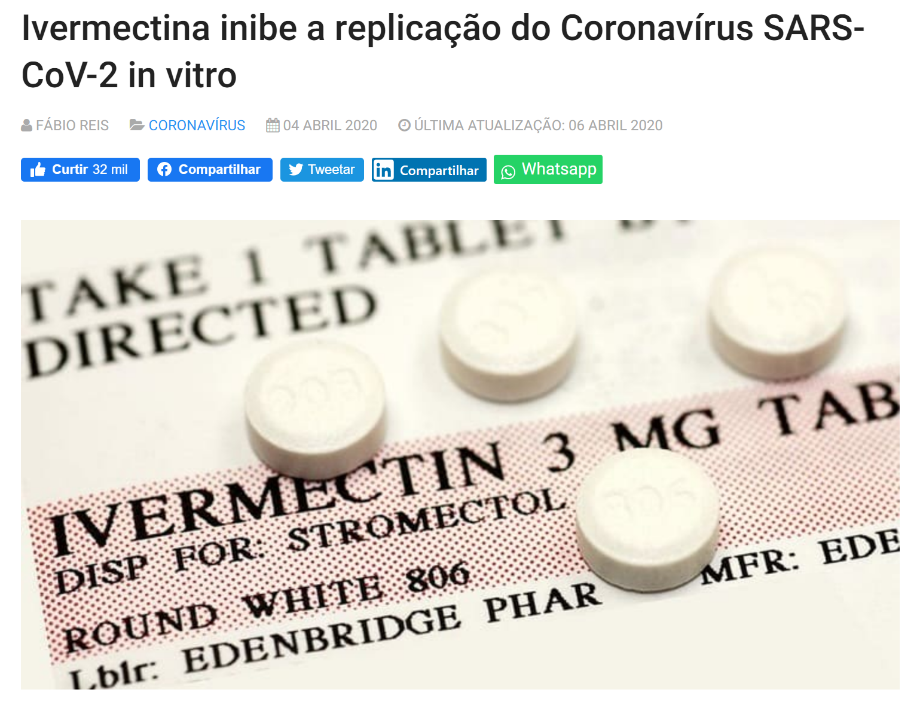 Ivermectina inibe a replicação do Coronavírus SARS-
CoV-2 in vitro
FÁBIO REIS CORONAVÍRUS 04 ABRIL 2020 ÚLTIMA ATUALIZAÇÃO: 06 ABRIL 2020
Curtir 32 mil Compartilhar Tweetar in Compartilhar Whatsapp
TAKE 1 TABLET
DIRECTED
IVERMECTIN 3 MG TAB
DISP FOR: STROMECTOL
ROUND WHITE 806
MFR: EDE
Lblr: EDENBRIDGE PHAR